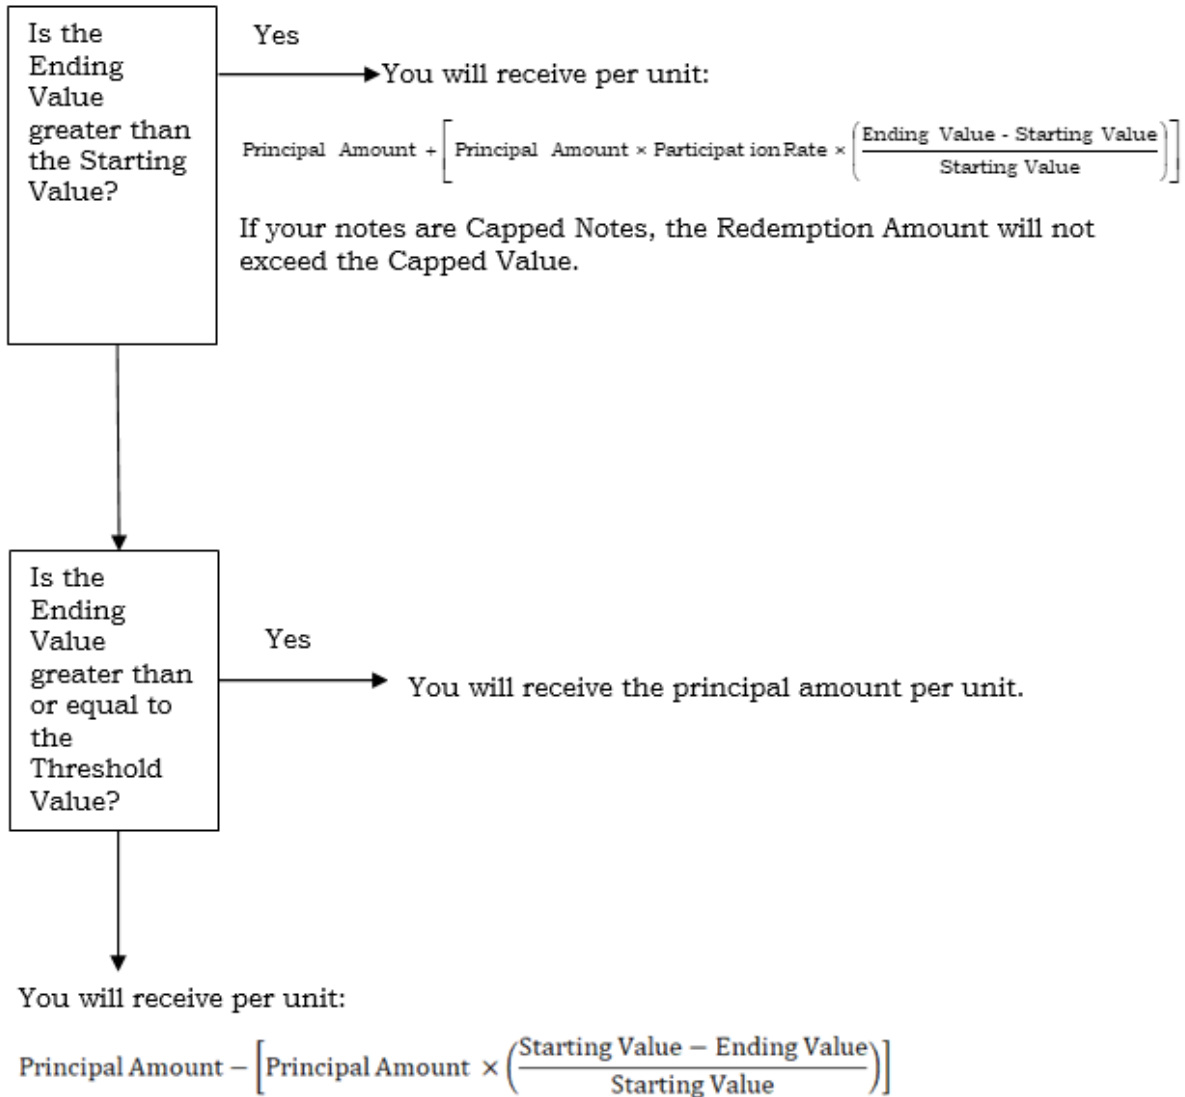 Is the
Ending
Value
greater than
the Starting
Value?
Yes
You will receive per unit:
Principal Amount + [ Principal Amount × Participat ion Rate × ( Ending Value - Starting Value
Starting Value ) ]
If your notes are Capped Notes, the Redemption Amount will not
exceed the Capped Value.
Is the
Ending
Value
greater than
or equal to
the
Threshold
Value?
Yes
You will receive the principal amount per unit.
You will receive per unit:
Principal Amount − [ Principal Amount × ( Starting Value − Ending Value
Starting Value ) ]